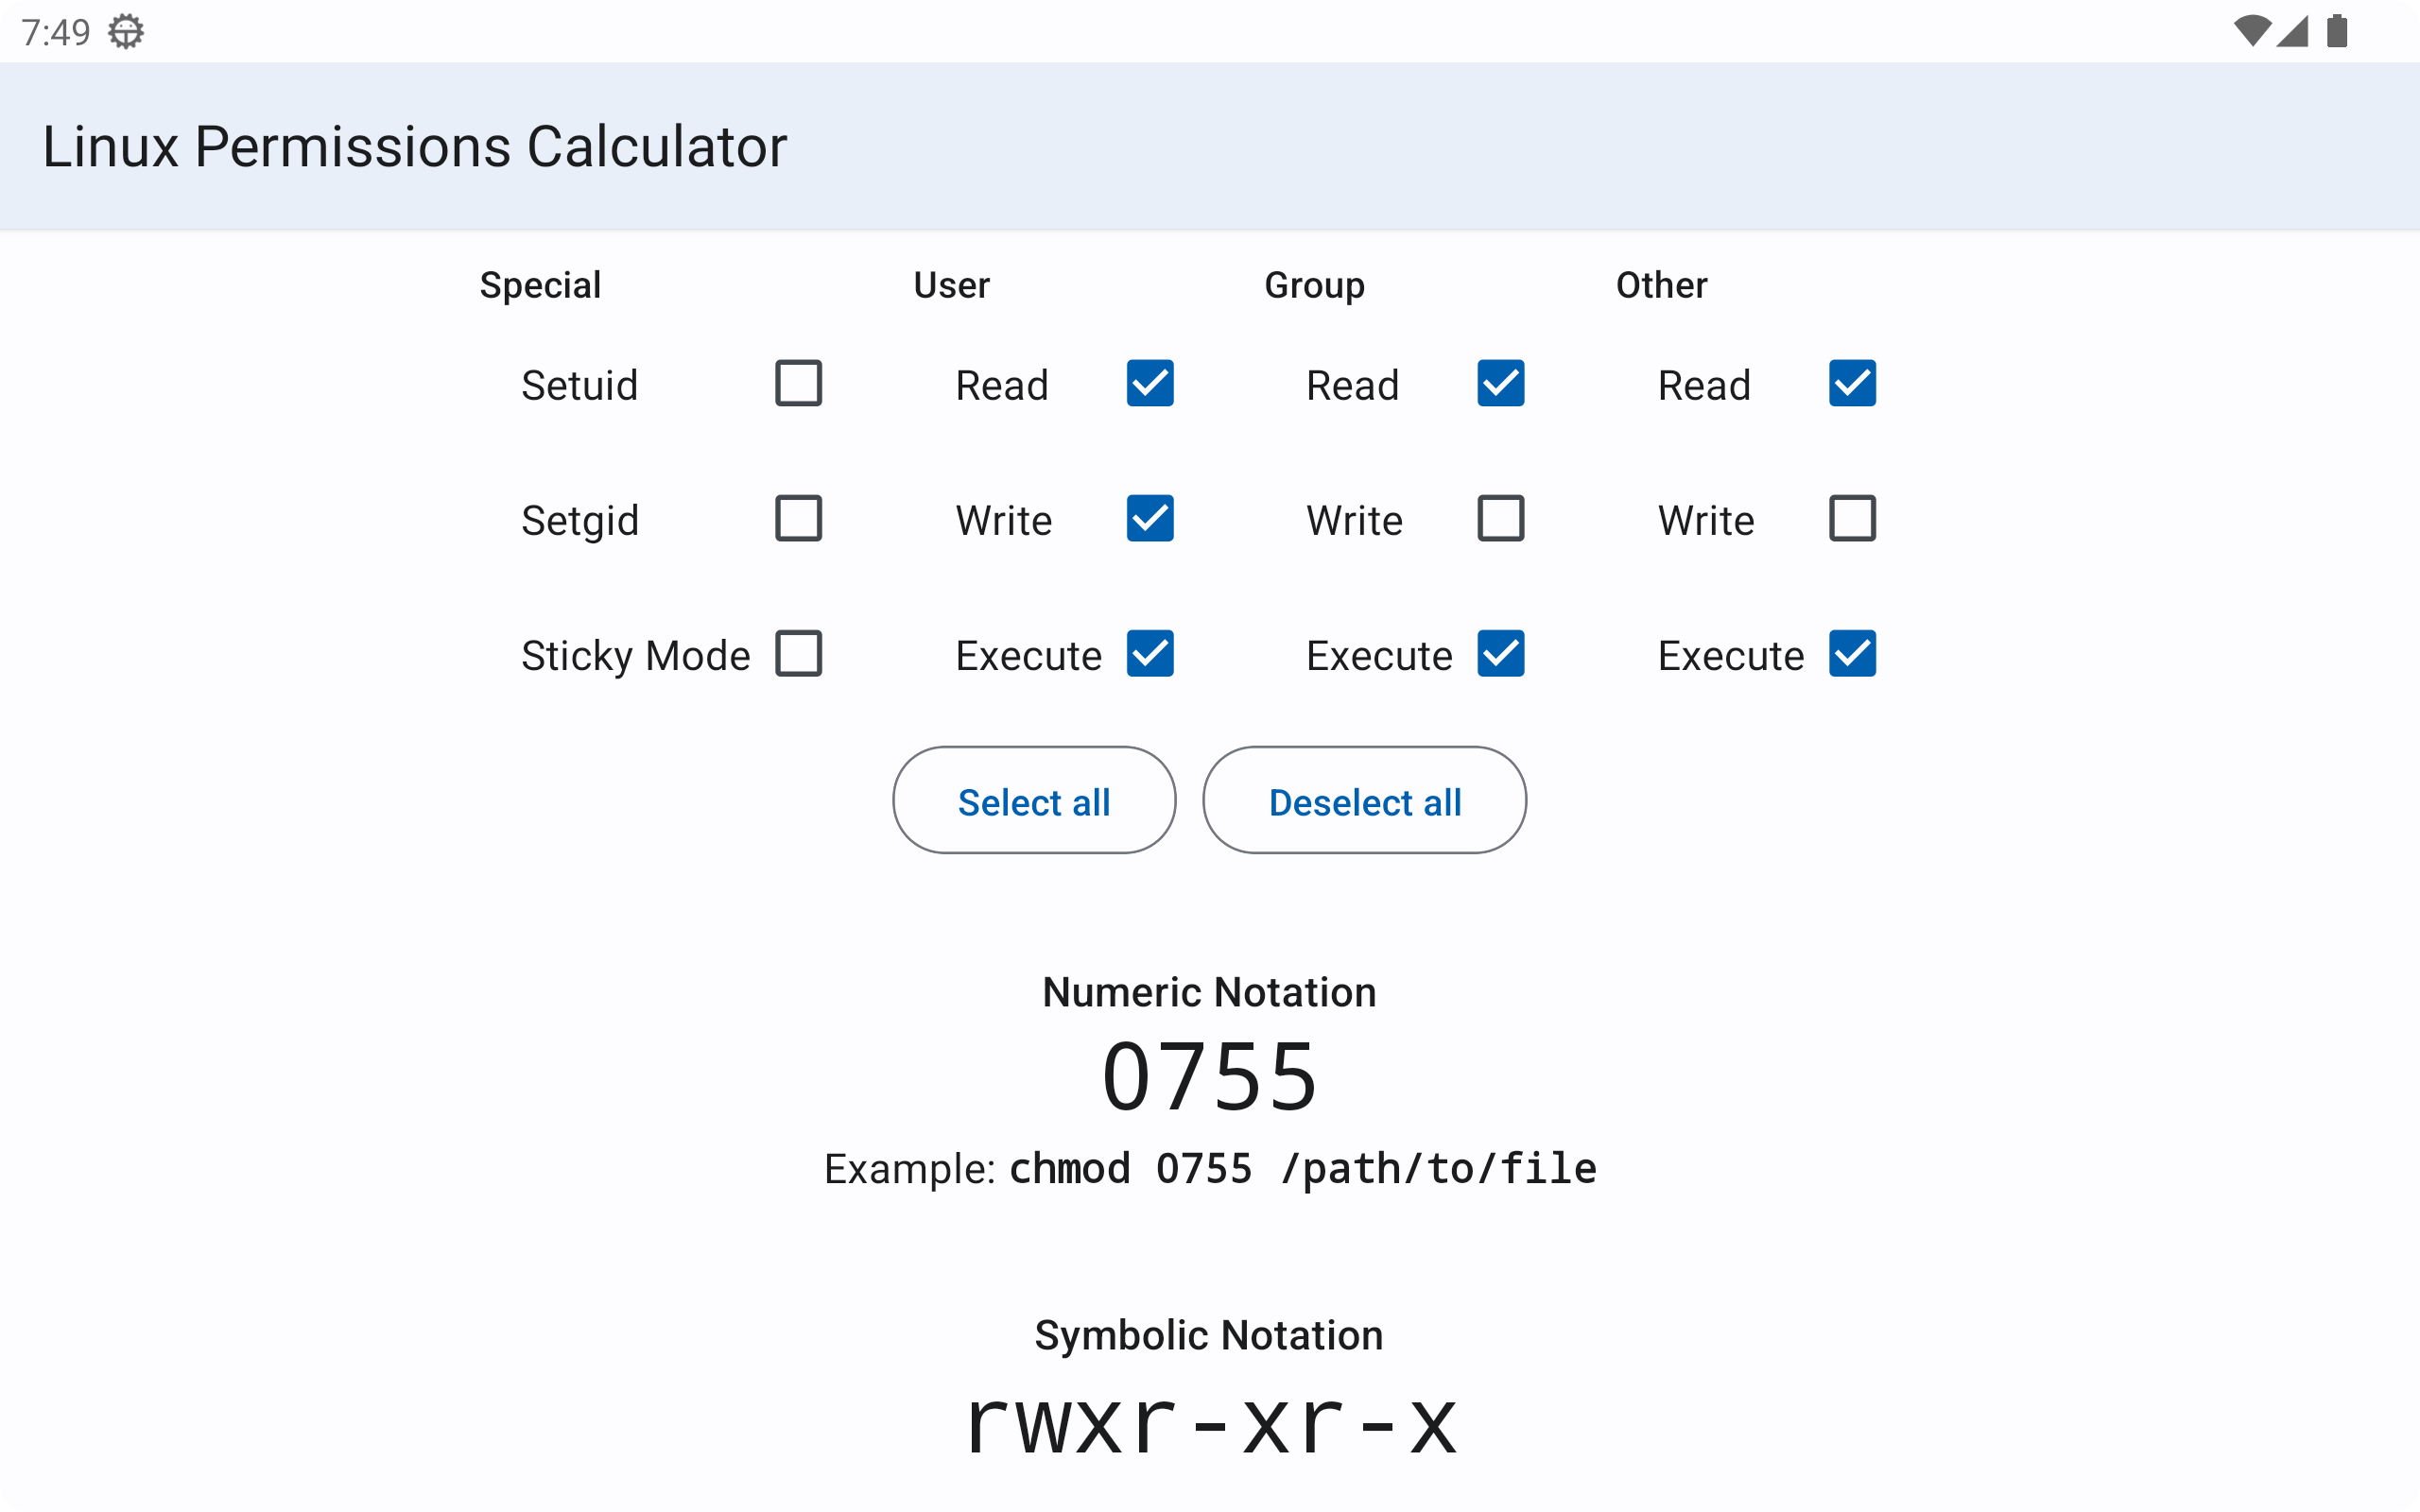 7:49
Linux Permissions Calculator
Special User Group Other
Setuid Read Read Read
Setgid Write Write Write
Sticky Mode Execute Execute Execute
Select all Deselect all
Numeric Notation
0755
Example: chmod 0755 /path/to/file
Symbolic Notation
rwxr-xr-x